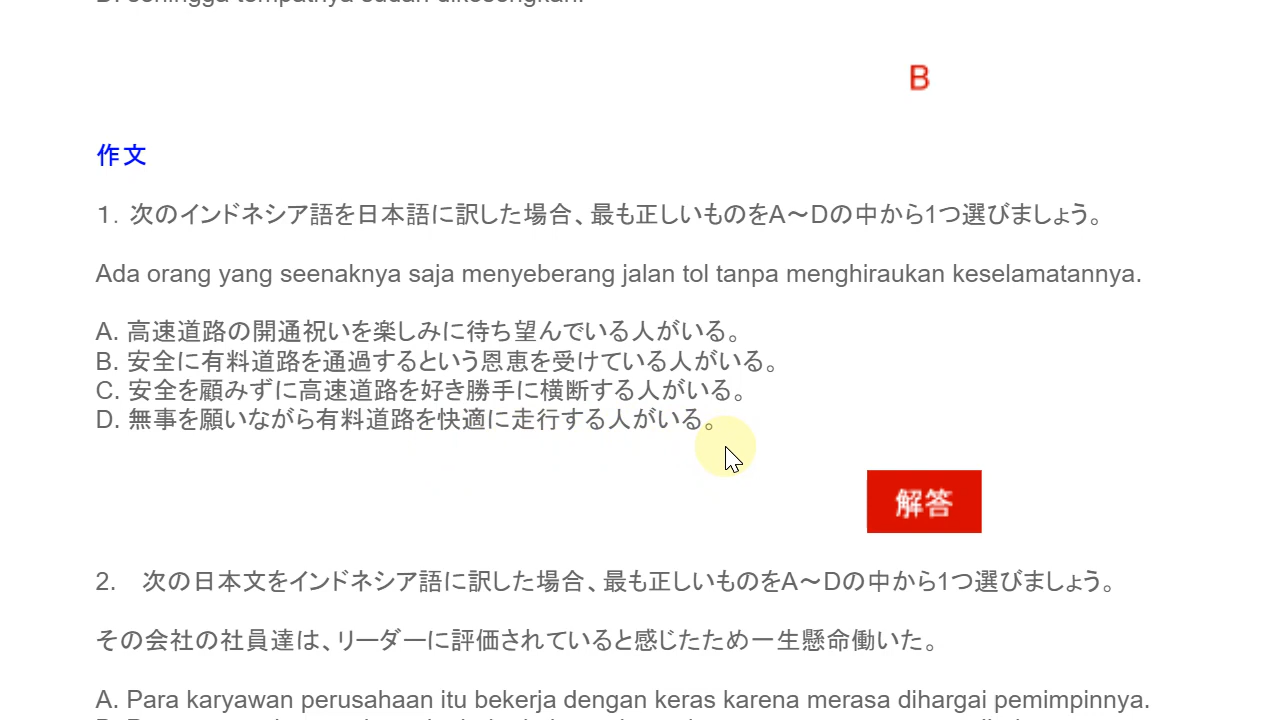 B
作文
1. 次のインドネシア語を日本語に訳した場合、最も正しいものをA～Dの中から1つ選びましょう。
Ada orang yang seenaknya saja menyeberang jalan tol tanpa menghiraukan keselamatannya.
A. 高速道路の開通祝いを楽しみに待ち望んでいる人がいる。
B. 安全に有料道路を通過するという恩恵を受けている人がいる。
C. 安全を顧みずに高速道路を好き勝手に横断する人がいる。
D. 無事を願いながら有料道路を快適に走行する人がいる。
解答
2. 次の日本文をインドネシア語に訳した場合、最も正しいものをA～Dの中から1つ選びましょう。
その会社の社員達は、リーダーに評価されていると感じたため一生懸命働いた。
A. Para karyawan perusahaan itu bekerja dengan keras karena merasa dihargai pemimpinnya.